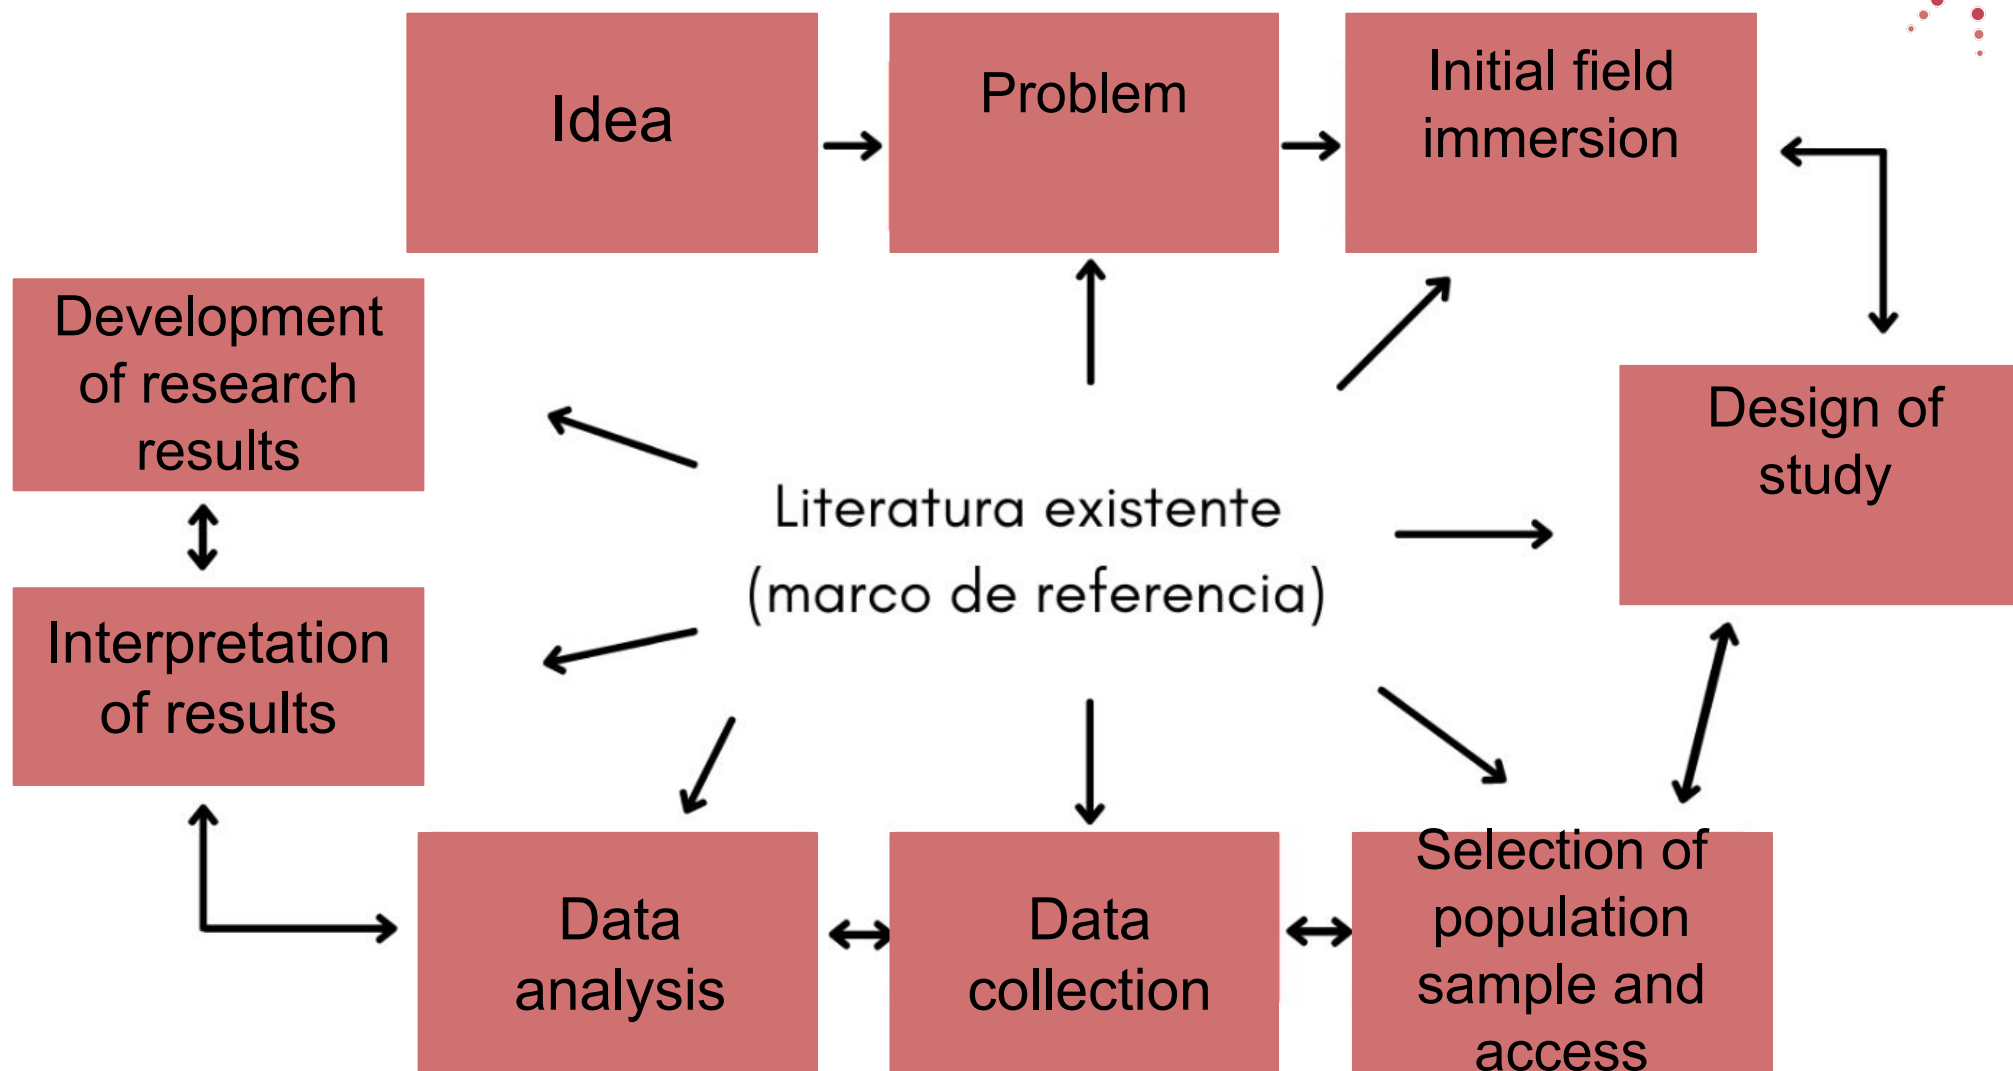 Idea
Problem
Initial field
immersion
Development
of research
results
Design of
study
Literatura existente
(marco de referencia)
Interpretation
of results
Data
analysis
Data
collection
Selection of
population
sample and
access